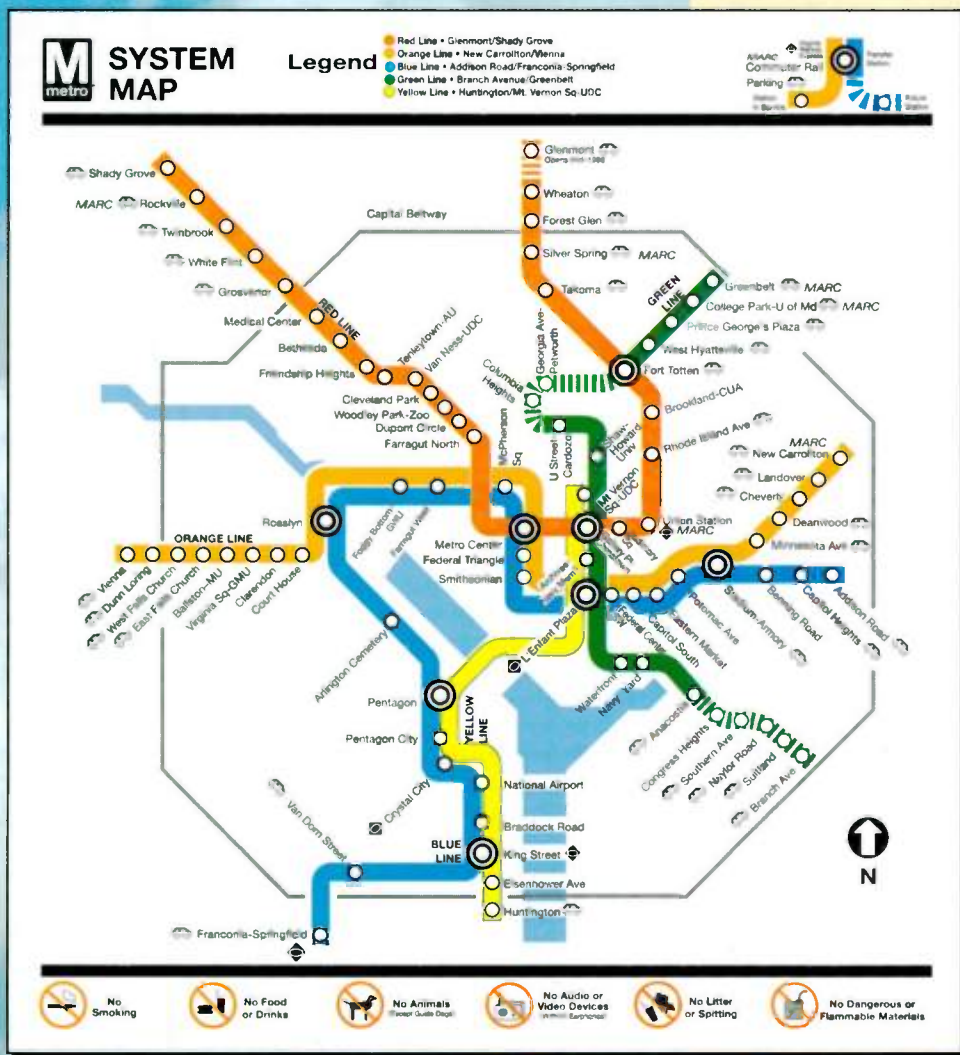 M
metro
SYSTEM
MAP
Legend
Red Line • Glenmont/Shady Grove
Orange Line • New Carrollton/Vienna
Blue Line • Addison Road/Franconia-Springfield
Green Line • Branch Avenue/Greenbelt
Yellow Line • Huntington/Mt. Vernon Sq-UDC
MARC
Commuter Rail
Parking
Shady Grove
MARC Rockville
Twinbrook
White Flint
Grosvenor
Medical Center
Bethesda
Friendship Heights
RED LINE
Tenleytown-AU
Van Ness-UDC
Cleveland Park
Woodley Park-Zoo
Dupont Circle
Farragut North
Capital Beltway
Glenmont
Wheaton
Forest Glen
Silver Spring MARC
Takoma
GREEN
LINE
Greenbelt MARC
College Park-U of Md MARC
Prince George's Plaza
West Hyattsville
Fort Totten
Georgia Ave-
Petworth
Columbia
Heights
Brookland-CUA
Rhode Island Ave
U Street
Cardozo
Shaw-
Howard
Univ
Mt Vernon
Sq-UDC
McPherson
Sq
Union Station
MARC
MARC
New Carrollton
Landover
Cheverly
Deanwood
Minnesota Ave
Rosslyn
Foggy Bottom
GMU
Farragut West
Metro Center
Federal Triangle
Smithsonian
ORANGE LINE
Vienna
Dunn Loring
West Falls Church
East Falls Church
Ballston-MU
Virginia Sq-GMU
Clarendon
Court House
L'Enfant Plaza
Federal Center
Capitol South
Eastern Market
Potomac Ave
Stadium-Armory
Benning Road
Capitol Heights
Addison Road
Arlington Cemetery
Pentagon
Pentagon City
YELLOW
LINE
Waterfront
Navy Yard
Anacostia
Congress Heights
Southern Ave
Naylor Road
Suitland
Branch Ave
Crystal City
National Airport
Braddock Road
BLUE
LINE
King Street
Van Dorn Street
Eisenhower Ave
Huntington
Franconia-Springfield
N
No
Smoking
No Food
or Drinks
No Animals
(Except Guide Dogs)
No Audio or
Video Devices
No Litter
or Spitting
No Dangerous or
Flammable Materials